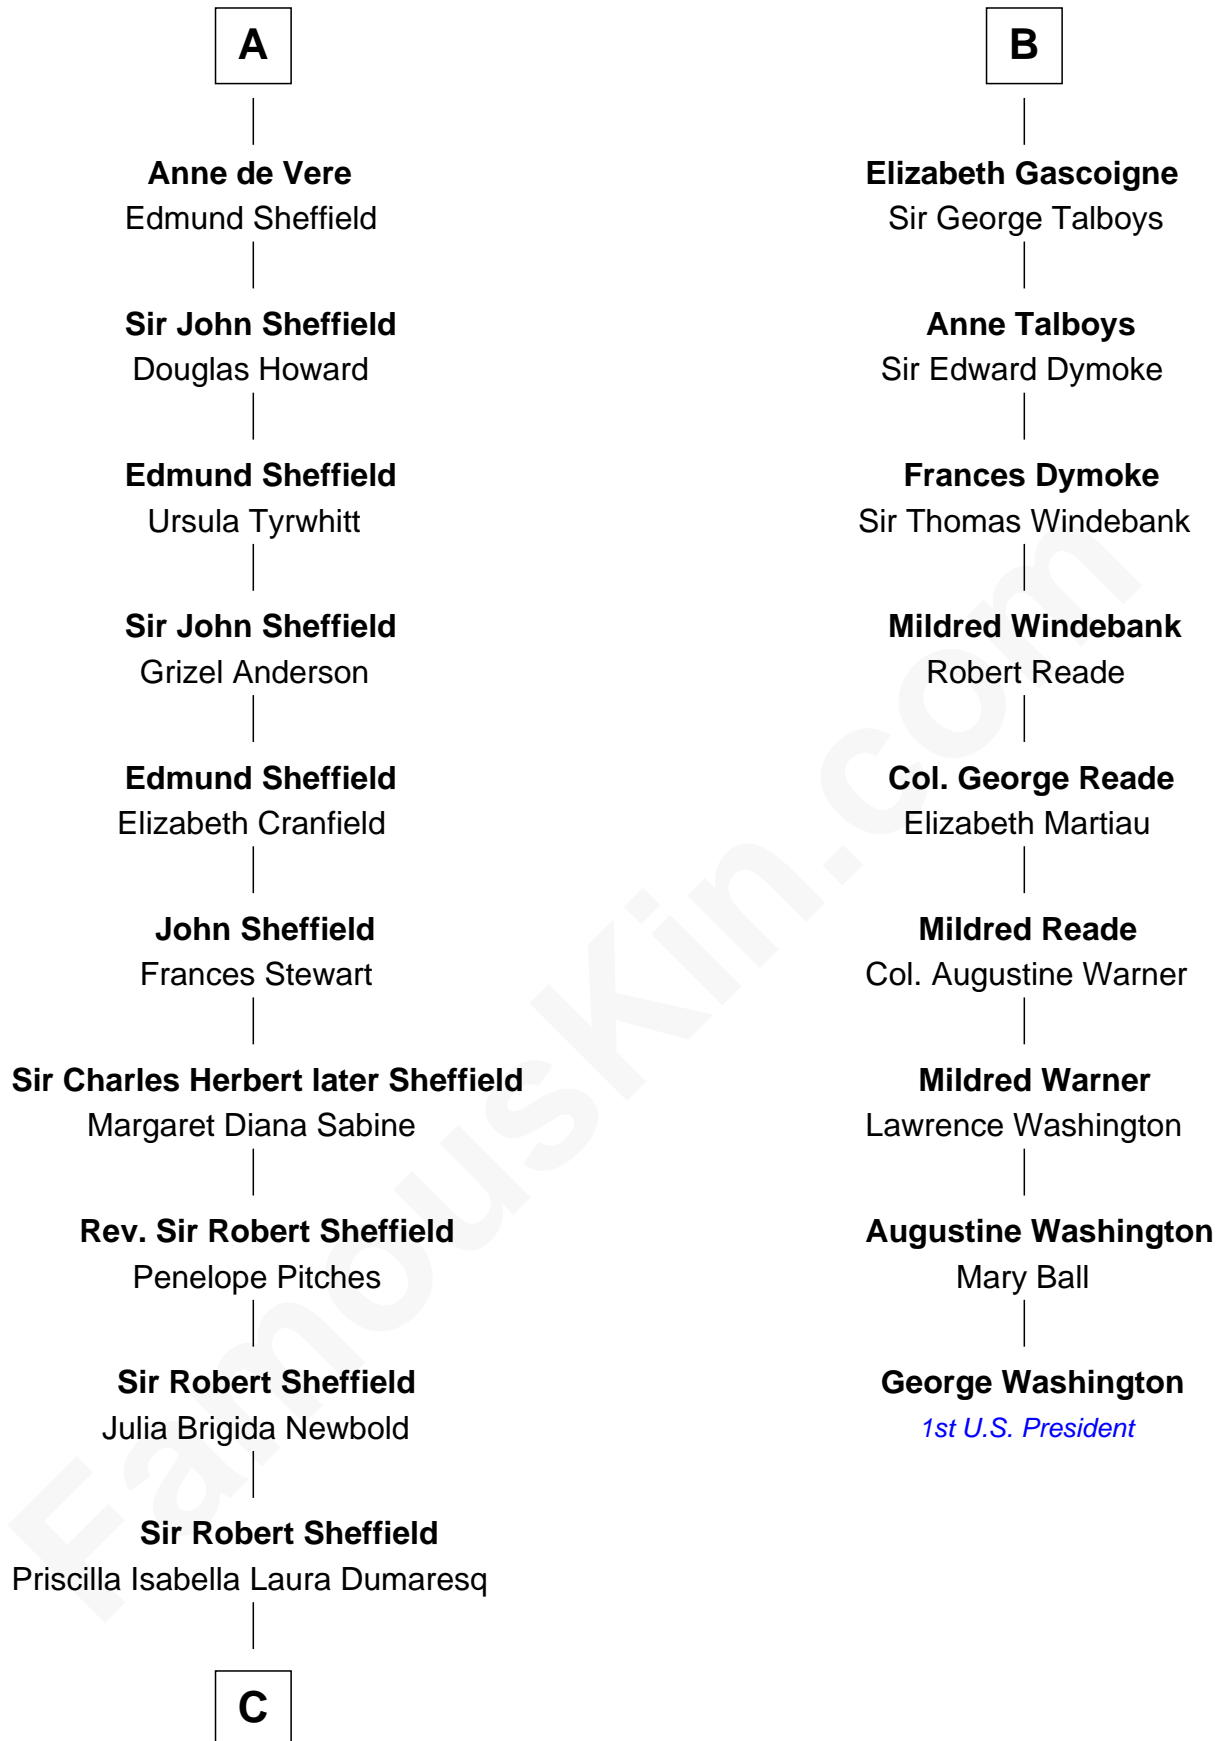 A
Anne de Vere
Edmund Sheffield
Sir John Sheffield
Douglas Howard
Edmund Sheffield
Ursula Tyrwhitt
Sir John Sheffield
Grizel Anderson
Edmund Sheffield
Elizabeth Cranfield
John Sheffield
Frances Stewart
Sir Charles Herbert later Sheffield
Margaret Diana Sabine
Rev. Sir Robert Sheffield
Penelope Pitches
Sir Robert Sheffield
Julia Brigida Newbold
Sir Robert Sheffield
Priscilla Isabella Laura Dumaresq
C
B
Elizabeth Gascoigne
Sir George Talboys
Anne Talboys
Sir Edward Dymoke
Frances Dymoke
Sir Thomas Windebank
Mildred Windebank
Robert Reade
Col. George Reade
Elizabeth Martiau
Mildred Reade
Col. Augustine Warner
Mildred Warner
Lawrence Washington
Augustine Washington
Mary Ball
George Washington
1st U.S. President
FamousKin.com